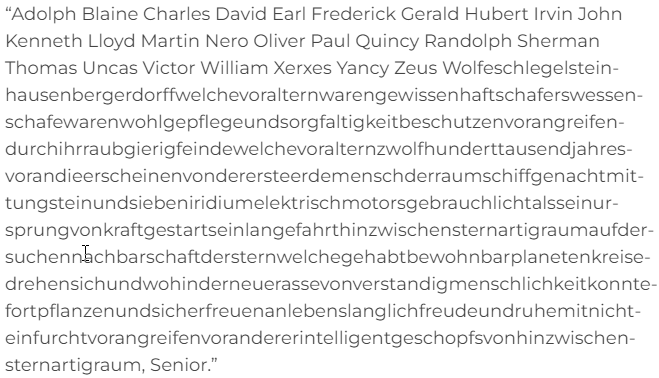 “Adolph Blaine Charles David Earl Frederick Gerald Hubert Irvin John
Kenneth Lloyd Martin Nero Oliver Paul Quincy Randolph Sherman
Thomas Uncas Victor William Xerxes Yancy Zeus Wolfeschlegelstein-
hausenbergerdorffwelchevoralternwarengewissenhaftschaferswessen-
schafewarenwohlgepflegeundsorgfaltigkeitbeschutzenvorangreifen-
durchihrraubgierigfeindewelchevoralternzwolfhunderttausendjahres-
vorandieerscheinenvonderersteerdemenschderraumschiffgenachtmit-
tungsteinundsiebeniridiumelektrischmotorsgebrauchlichtalsseinur-
sprungvonkraftgestartseinlangefahrthinzwischensternartigraumaufder-
suchennachbarschaftdersternwelchegehabtbewohnbarplanetenkreise-
drehensichundwohinderneuerassevonverstandigmenschlichkeitkonnte-
fortpflanzenundsicherfreuenanlebenslanglichfreudeundruhemitnicht-
einfurchtvorangreifenvorandererintelligentgeschopfsvonhinzwischen-
sternartigraum, Senior.”